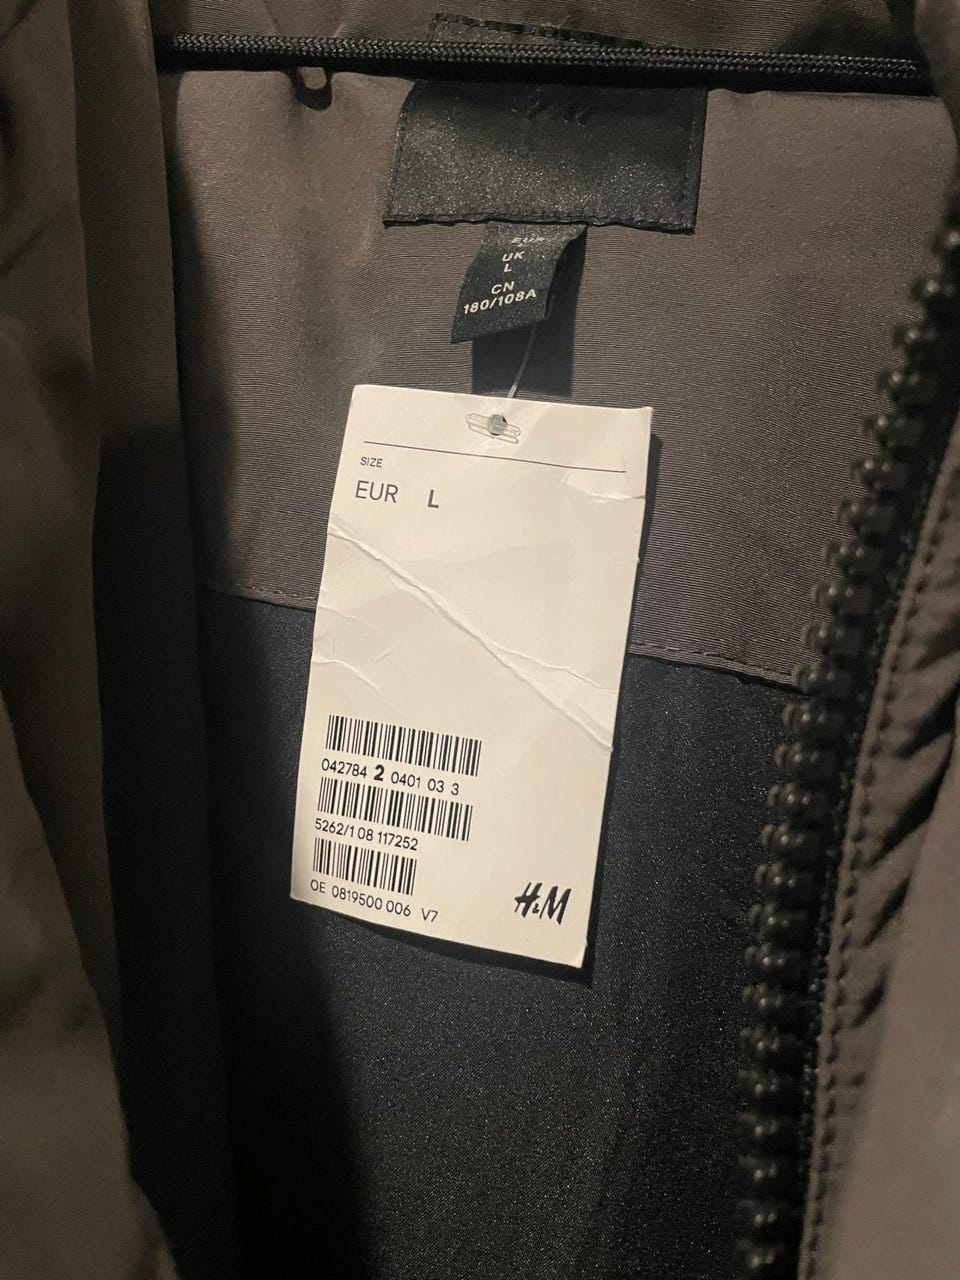 EUR
UK
L
CN
180/108A
SIZE
EUR L
042784 2 0401 03 3
5262/1 08 117252
OE 0819500 006 V7
H&M